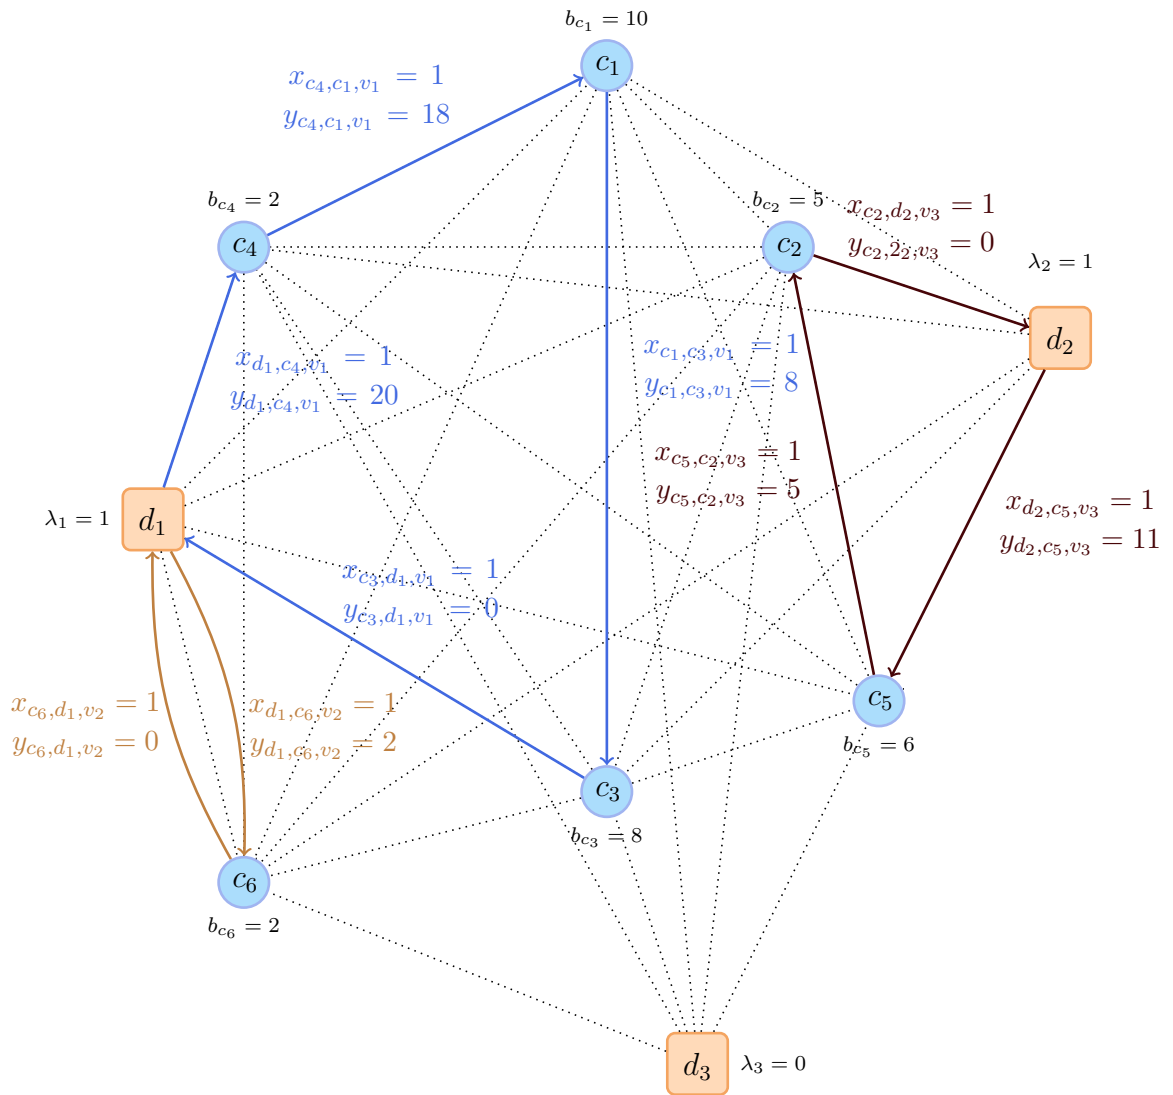 b_{c_1} = 10
c_1
x_{c_4,c_1,v_1} = 1
y_{c_4,c_1,v_1} = 18
b_{c_4} = 2
b_{c_2} = 5
x_{c_2,d_2,v_3} = 1
y_{c_2,2_2,v_3} = 0
c_4
c_2
λ_2 = 1
d_2
x_{d_1,c_4,v_1} = 1
y_{d_1,c_4,v_1} = 20
x_{c_1,c_3,v_1} = 1
y_{c_1,c_3,v_1} = 8
x_{c_5,c_2,v_3} = 1
y_{c_5,c_2,v_3} = 5
x_{d_2,c_5,v_3} = 1
y_{d_2,c_5,v_3} = 11
λ_1 = 1
d_1
x_{c_3,d_1,v_1} = 1
y_{c_3,d_1,v_1} = 0
x_{c_6,d_1,v_2} = 1
y_{c_6,d_1,v_2} = 0
x_{d_1,c_6,v_2} = 1
y_{d_1,c_6,v_2} = 2
c_5
b_{c_5} = 6
c_3
b_{c_3} = 8
c_6
b_{c_6} = 2
d_3
λ_3 = 0